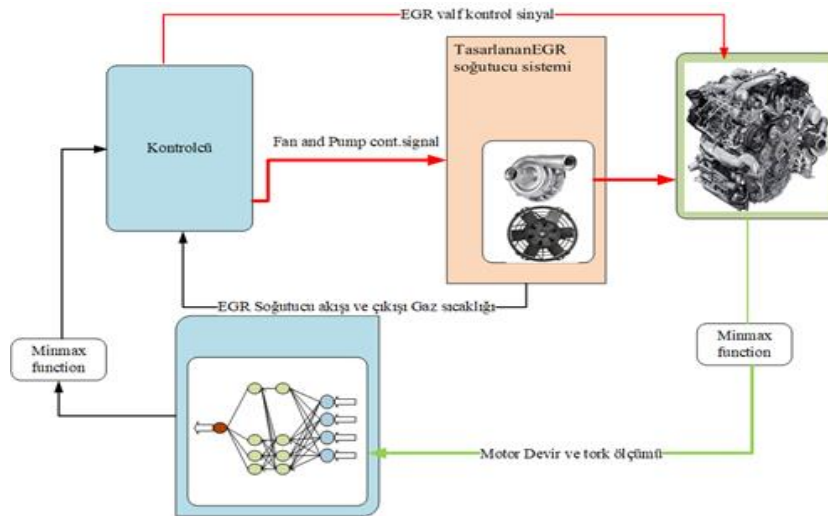 EGR valf kontrol sinyal
TasarlananEGR
soğutucu sistemi
Kontrolcü
Fan and Pump cont.signal
EGR Soğutucu akışı ve çıkışı Gaz sıcaklığı
Minmax
function
Minmax
function
Motor Devir ve tork ölçümü